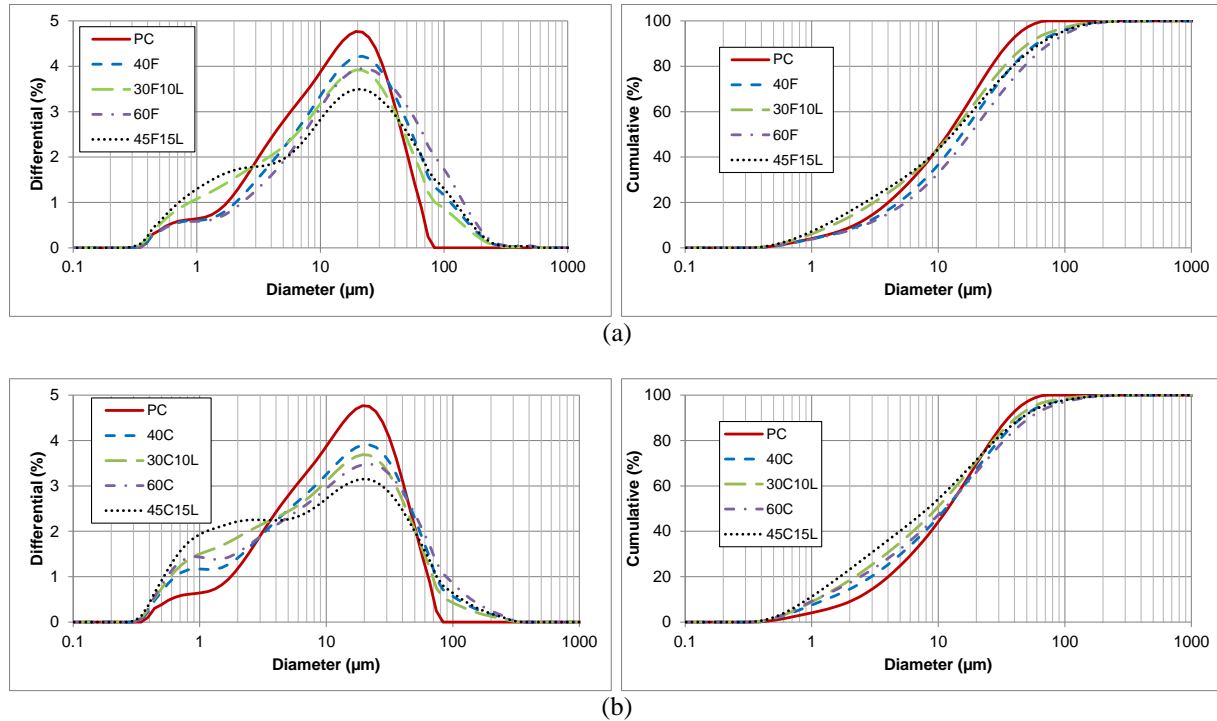 5
4
3
2
1
0
Differential (%)
PC
40F
30F10L
60F
45F15L
0.1 1 10 100 1000
Diameter (µm)
100
80
60
40
20
0
Cumulative (%)
PC
40F
30F10L
60F
45F15L
0.1 1 10 100 1000
Diameter (µm)
(a)
5
4
3
2
1
0
Differential (%)
PC
40C
30C10L
60C
45C15L
0.1 1 10 100 1000
Diameter (µm)
100
80
60
40
20
0
Cumulative (%)
PC
40C
30C10L
60C
45C15L
0.1 1 10 100 1000
Diameter (µm)
(b)